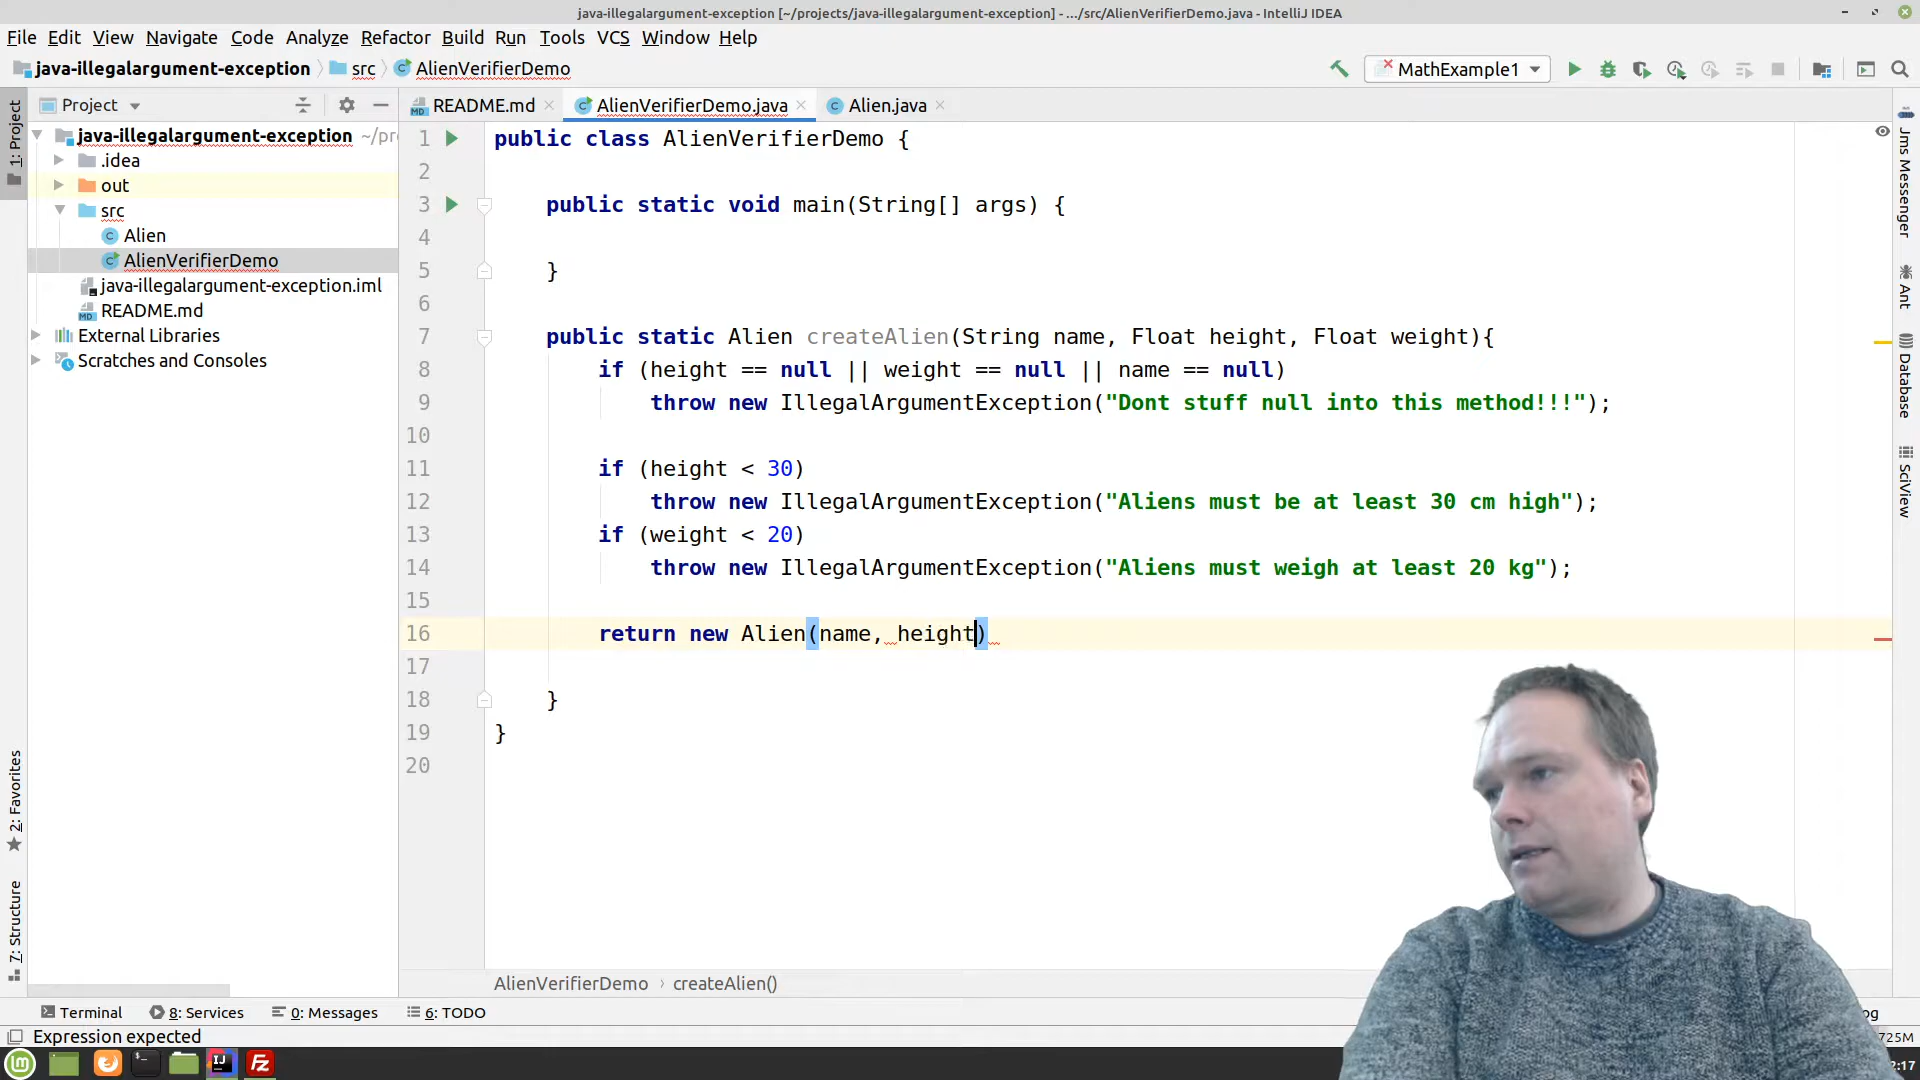 java-illegalargument-exception [~/projects/java-illegalargument-exception] - .../src/AlienVerifierDemo.java - IntelliJ IDEA
File Edit View Navigate Code Analyze Refactor Build Run Tools VCS Window Help
java-illegalargument-exception src AlienVerifierDemo MathExample1
1: Project
Project
README.md AlienVerifierDemo.java Alien.java
java-illegalargument-exception ~/pr
.idea
out
src
Alien
AlienVerifierDemo
java-illegalargument-exception.iml
README.md
External Libraries
Scratches and Consoles
1 public class AlienVerifierDemo {
2
3 public static void main(String[] args) {
4
5 }
6
7 public static Alien createAlien(String name, Float height, Float weight){
8 if (height == null || weight == null || name == null)
9 throw new IllegalArgumentException("Dont stuff null into this method!!!");
10
11 if (height < 30)
12 throw new IllegalArgumentException("Aliens must be at least 30 cm high");
13 if (weight < 20)
14 throw new IllegalArgumentException("Aliens must weigh at least 20 kg");
15
16 return new Alien(name, height)
17
18 }
19 }
20
Jms Messenger
Ant
Database
SciView
2: Favorites
7: Structure
AlienVerifierDemo › createAlien()
Terminal 8: Services 0: Messages 6: TODO
og
Expression expected
725M
:17